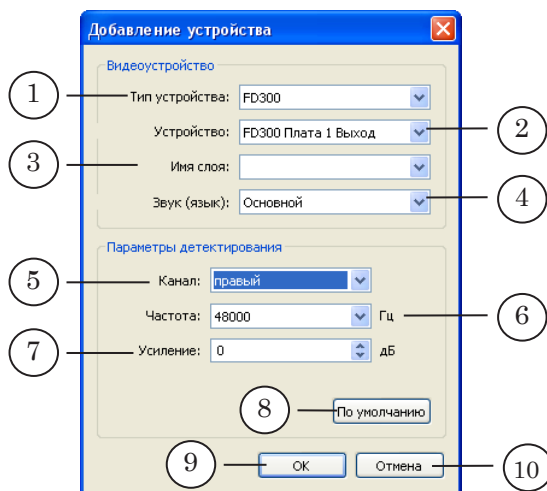 Добавление устройства
Видеоустройство
1 Тип устройства: FD300
Устройство: FD300 Плата 1 Выход 2
3 Имя слоя:
Звук (язык): Основной 4
Параметры детектирования
5 Канал: правый
Частота: 48000 Гц 6
7 Усиление: 0 дБ
8 По умолчанию
9 OK Отмена 10